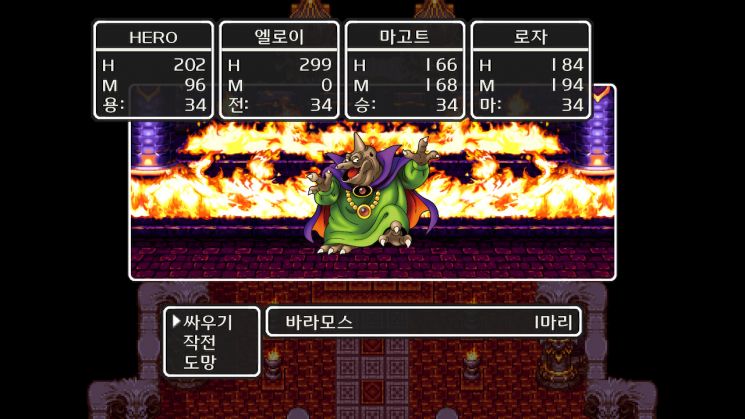 HERO
H 202
M 96
용: 34
엘로이
H 299
M 0
전: 34
마고트
H 166
M 168
승: 34
로자
H 184
M 194
마: 34
▶싸우기
작전
도망
바라모스 1마리